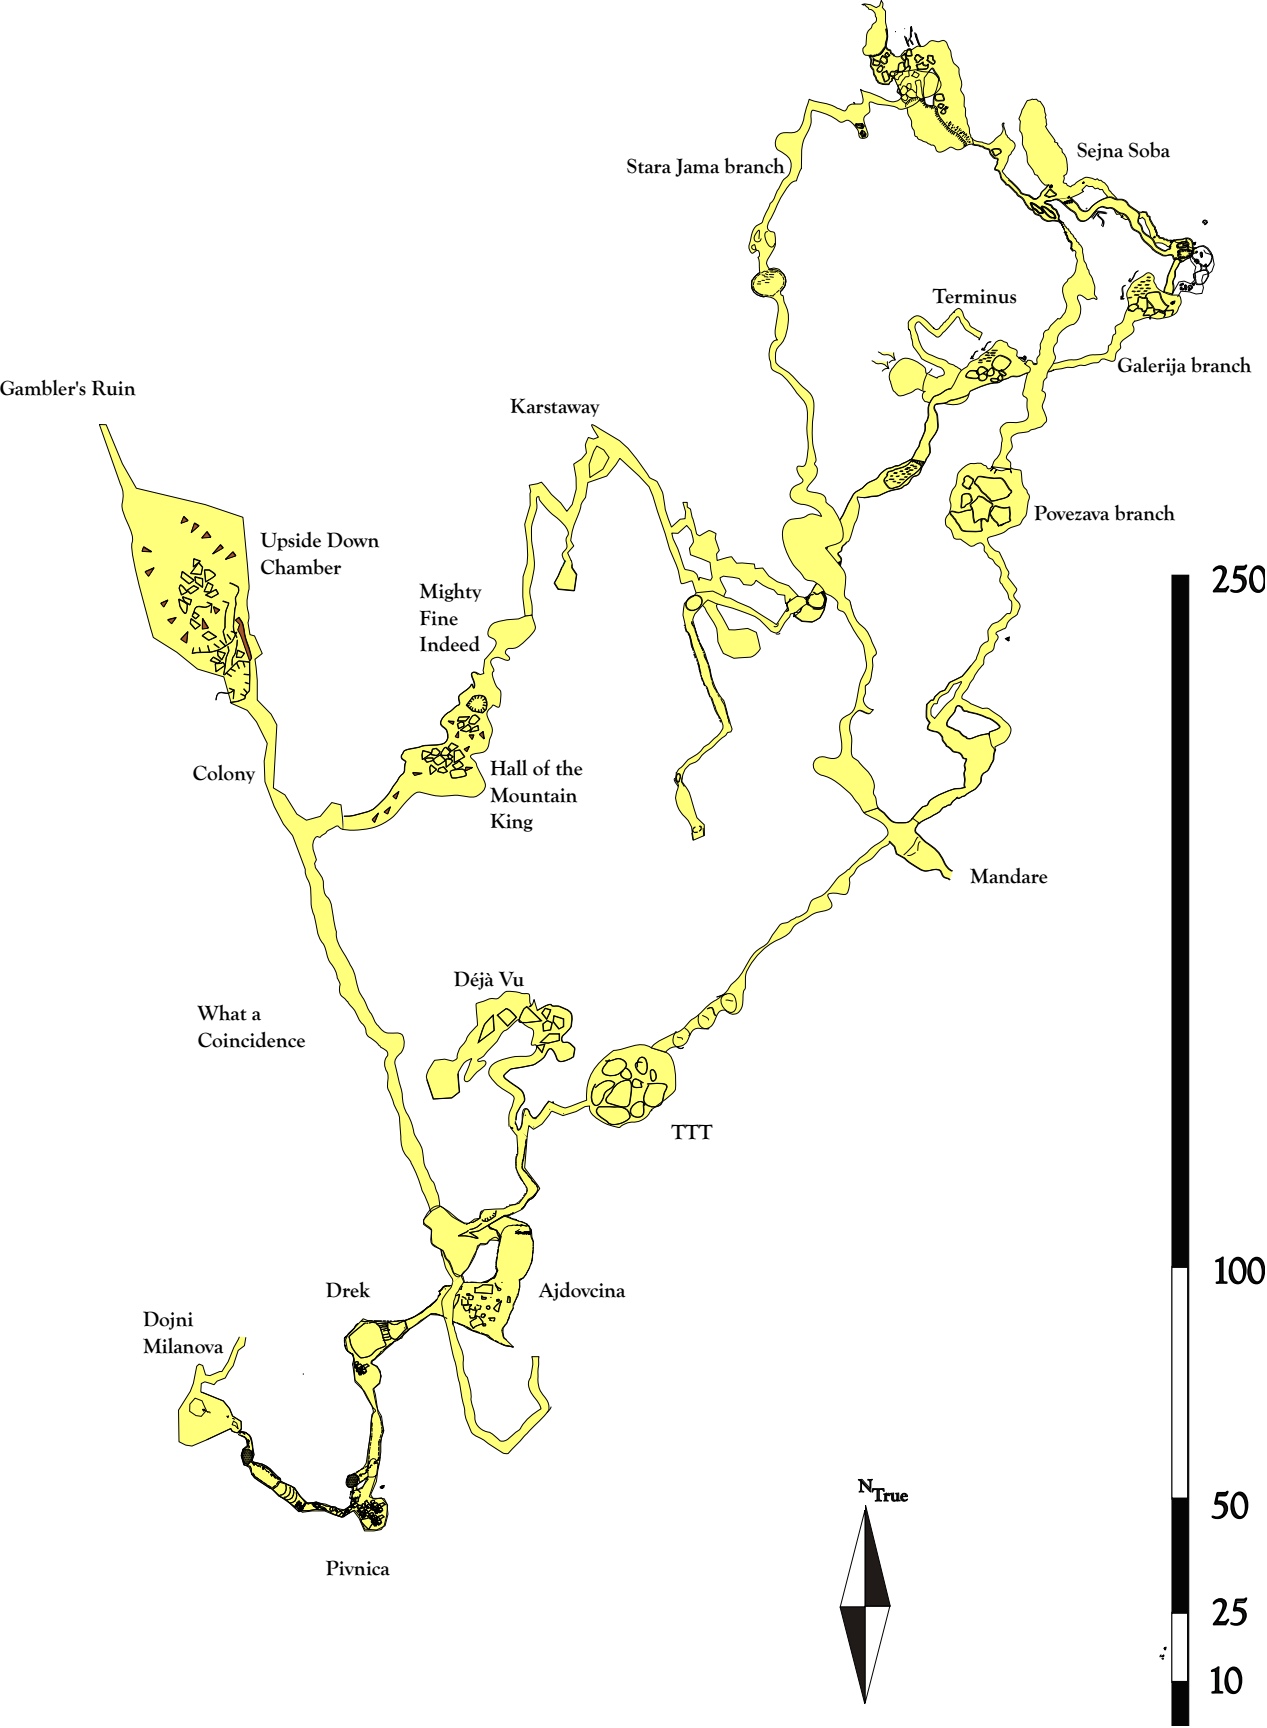 Sejna Soba
Stara Jama branch
Terminus
Galerija branch
Gambler's Ruin
Karstaway
Povezava branch
Upside Down
Chamber
250
Mighty
Fine
Indeed
Colony
Hall of the
Mountain
King
Mandare
Déjà Vu
What a
Coincidence
TTT
100
Drek
Ajdovcina
Dojni
Milanova
N True
50
Pivnica
25
10